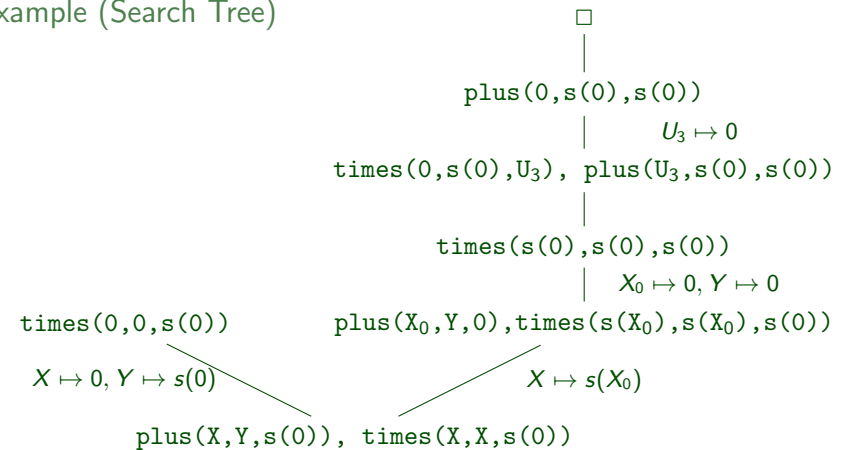 xample (Search Tree)
□
plus(0,s(0),s(0))
U₃ ↦ 0
times(0,s(0),U₃), plus(U₃,s(0),s(0))
times(s(0),s(0),s(0))
X₀ ↦ 0, Y ↦ 0
times(0,0,s(0)) plus(X₀,Y,0),times(s(X₀),s(X₀),s(0))
X ↦ 0, Y ↦ s(0) X ↦ s(X₀)
plus(X,Y,s(0)), times(X,X,s(0))